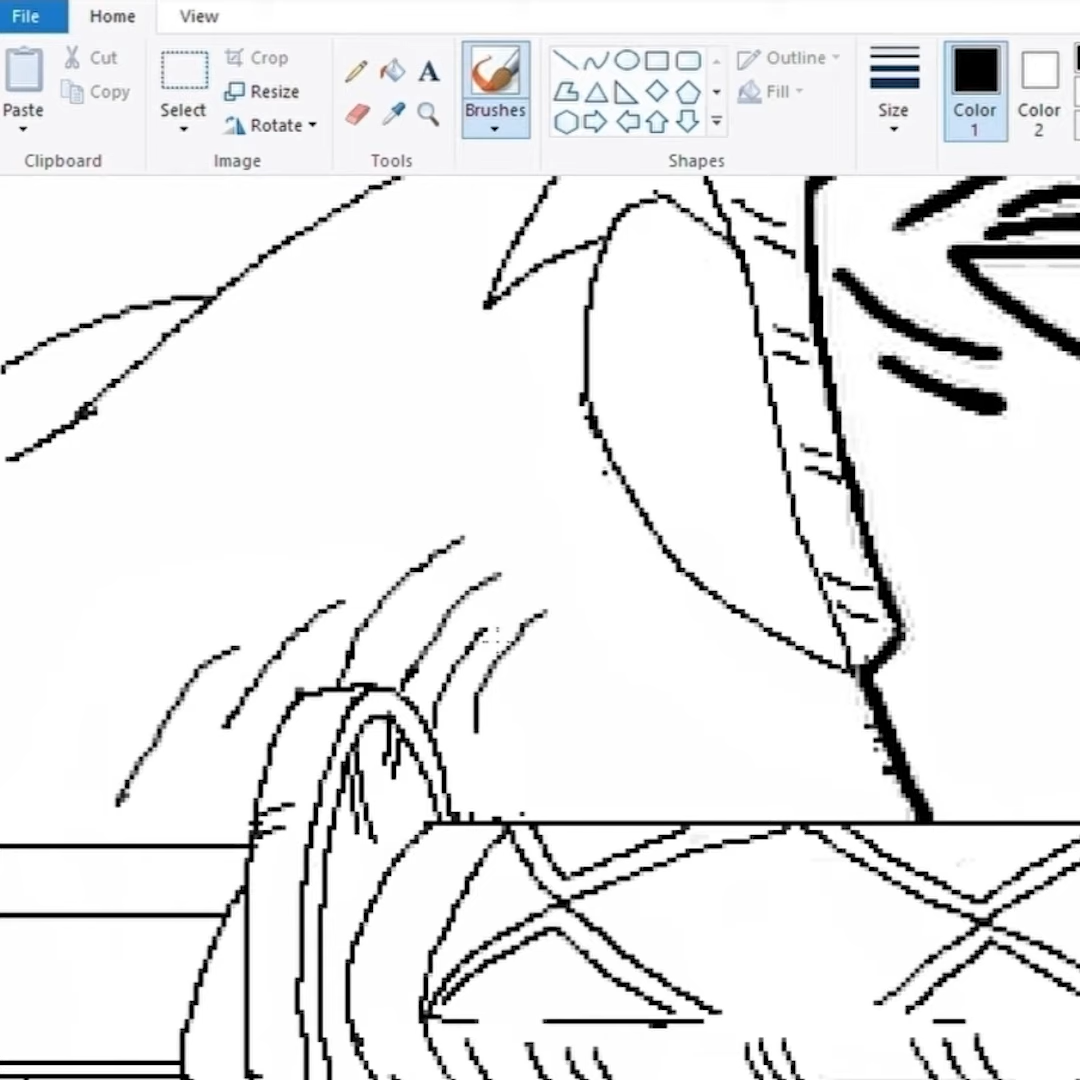 File Home View
Cut
Copy
Paste
Clipboard
Select
Crop
Resize
Rotate
Image
A
Tools
Brushes
Outline
Fill
Shapes
Size
Color
1
Color
2